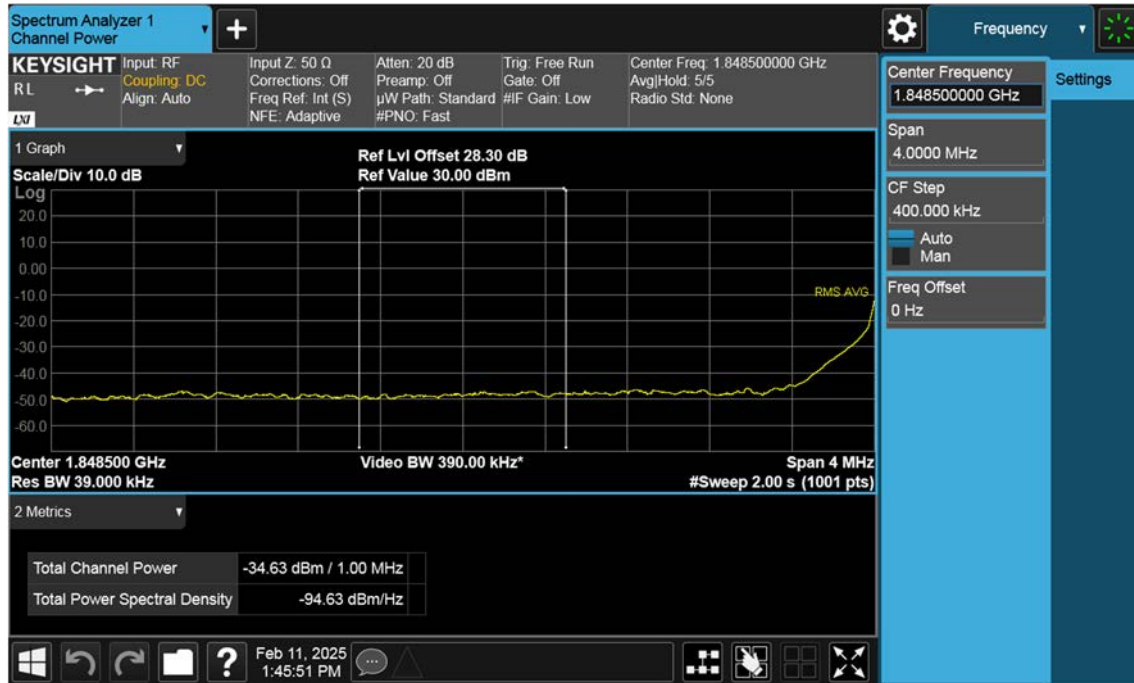 Spectrum Analyzer 1
Channel Power
Frequency
KEYSIGHT
RL
LXI
Input: RF
Coupling: DC
Align: Auto
Input Z: 50 Ω
Corrections: Off
Freq Ref: Int (S)
NFE: Adaptive
Atten: 20 dB
Preamp: Off
µW Path: Standard
#PNO: Fast
Trig: Free Run
Gate: Off
#IF Gain: Low
Center Freq: 1.848500000 GHz
Avg|Hold: 5/5
Radio Std: None
Center Frequency
1.848500000 GHz
Settings
Span
4.0000 MHz
CF Step
400.000 kHz
Auto
Man
Freq Offset
0 Hz
1 Graph
Scale/Div 10.0 dB
Ref Lvl Offset 28.30 dB
Ref Value 30.00 dBm
Log
20.0
10.0
0.00
-10.0
-20.0
-30.0
-40.0
-50.0
-60.0
RMS AVG
Center 1.848500 GHz
Video BW 390.00 kHz*
Span 4 MHz
Res BW 39.000 kHz
#Sweep 2.00 s (1001 pts)
2 Metrics
Total Channel Power -34.63 dBm / 1.00 MHz
Total Power Spectral Density -94.63 dBm/Hz
?
Feb 11, 2025
1:45:51 PM